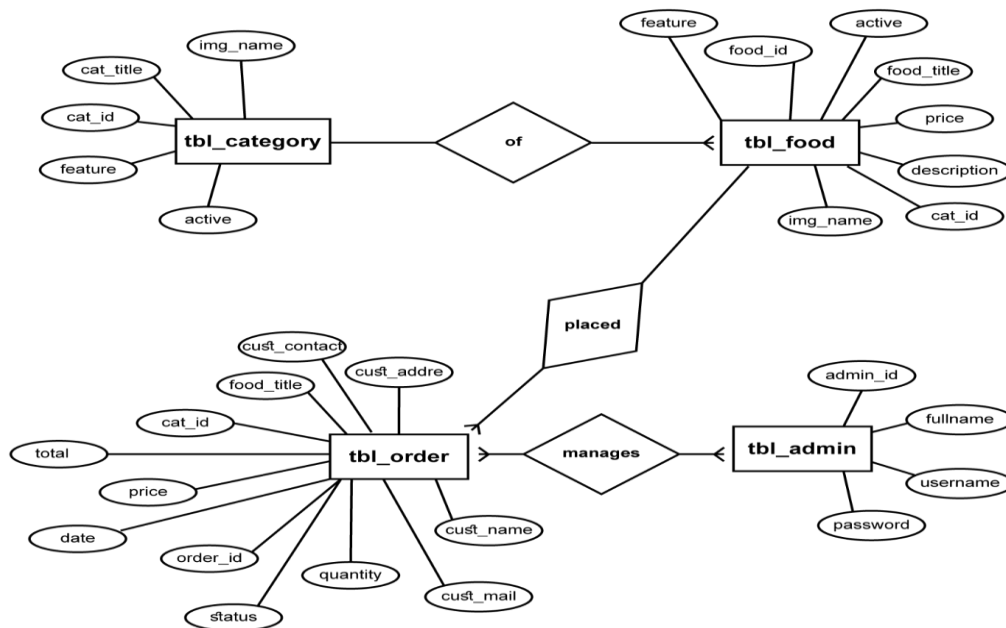 feature
active
img_name
food_id
cat_title
food_title
cat_id
price
tbl_category
of
tbl_food
feature
description
active
img_name
cat_id
placed
cust_contact
cust_addre
admin_id
food_title
cat_id
fullname
total
tbl_order
manages
tbl_admin
price
username
date
cust_name
password
order_id
quantity
cust_mail
status